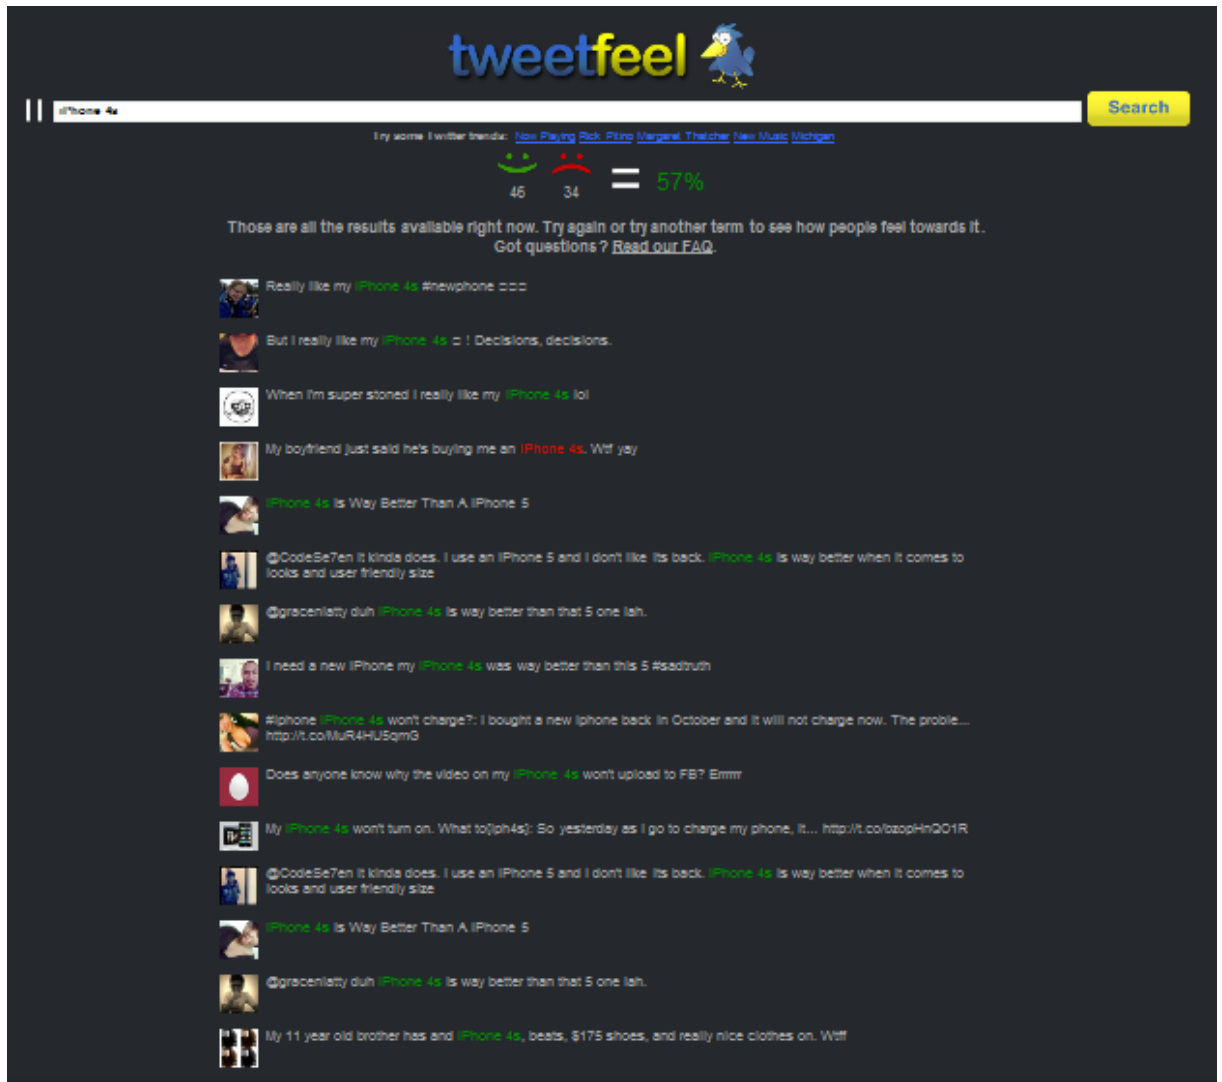 tweetfeel
iPhone 4s
Search
Try some Twitter trends: Now Playing Rick Pitino Margaret Thatcher New Music Michigan
46 34 = 57%
Those are all the results available right now. Try again or try another term to see how people feel towards it.
Got questions? Read our FAQ.
Really like my iPhone 4s #newphone □□□
But I really like my iPhone 4s □ ! Decisions, decisions.
When I'm super stoned I really like my iPhone 4s lol
My boyfriend just said he's buying me an iPhone 4s. Wtf yay
iPhone 4s Is Way Better Than A iPhone 5
@CodeSe7en It kinda does. I use an iPhone 5 and I don't like its back. iPhone 4s is way better when it comes to
looks and user friendly size
@gracenlatty duh iPhone 4s is way better than that 5 one lah.
I need a new iPhone my iPhone 4s was way better than this 5 #sadtruth
#iphone iPhone 4s won't charge?: I bought a new iphone back in October and it will not charge now. The proble...
http://t.co/MuR4HU5qmG
Does anyone know why the video on my iPhone 4s won't upload to FB? Errrrr
My iPhone 4s won't turn on. What to[iph4s]: So yesterday as I go to charge my phone, it... http://t.co/bzopHnQO1R
@CodeSe7en It kinda does. I use an iPhone 5 and I don't like its back. iPhone 4s is way better when it comes to
looks and user friendly size
iPhone 4s Is Way Better Than A iPhone 5
@gracenlatty duh iPhone 4s is way better than that 5 one lah.
My 11 year old brother has and iPhone 4s, beats, $175 shoes, and really nice clothes on. Wtff